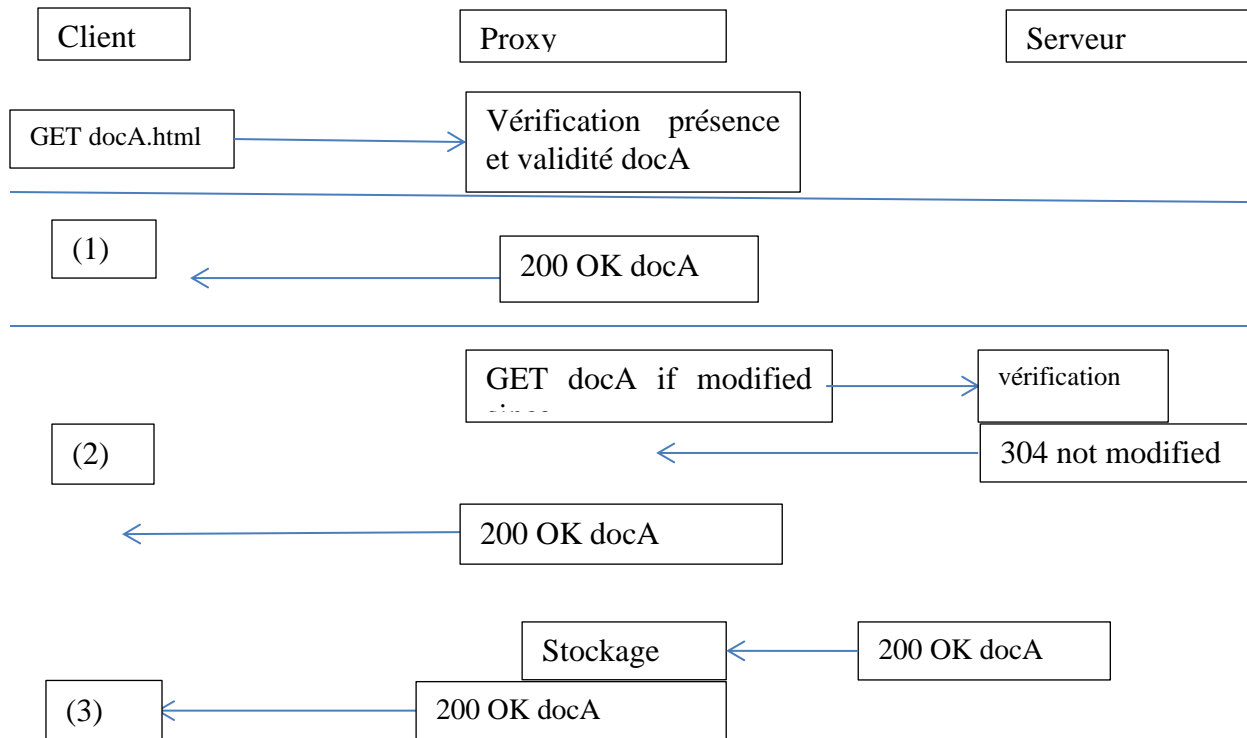 Client
Proxy
Serveur
GET docA.html
Vérification présence
et validité docA
(1)
200 OK docA
GET docA if modified
vérification
(2)
304 not modified
200 OK docA
Stockage
200 OK docA
(3)
200 OK docA